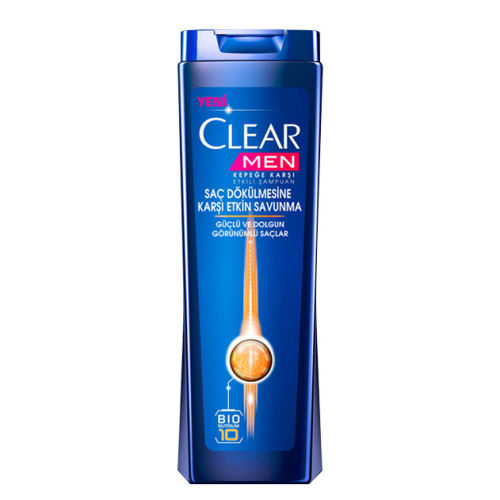 YENİ
CLEAR
MEN
KEPEĞE KARŞI
ETKİLİ ŞAMPUAN
SAÇ DÖKÜLMESİNE
KARŞI ETKİN SAVUNMA
GÜÇLÜ VE DOLGUN
GÖRÜNÜMLÜ SAÇLAR
BIO
NUTRIUM
10